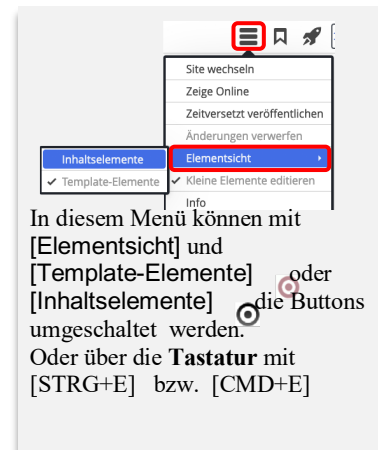 Site wechseln
Zeige Online
Zeitversetzt veröffentlichen
Änderungen verwerfen
Inhaltselemente
Elementsicht
✓ Template-Elemente
✓ Kleine Elemente editieren
Info
In diesem Menü können mit
[Elementsicht] und
[Template-Elemente] oder
[Inhaltselemente] die Buttons
umgeschaltet werden.
Oder über die Tastatur mit
[STRG+E] bzw. [CMD+E]